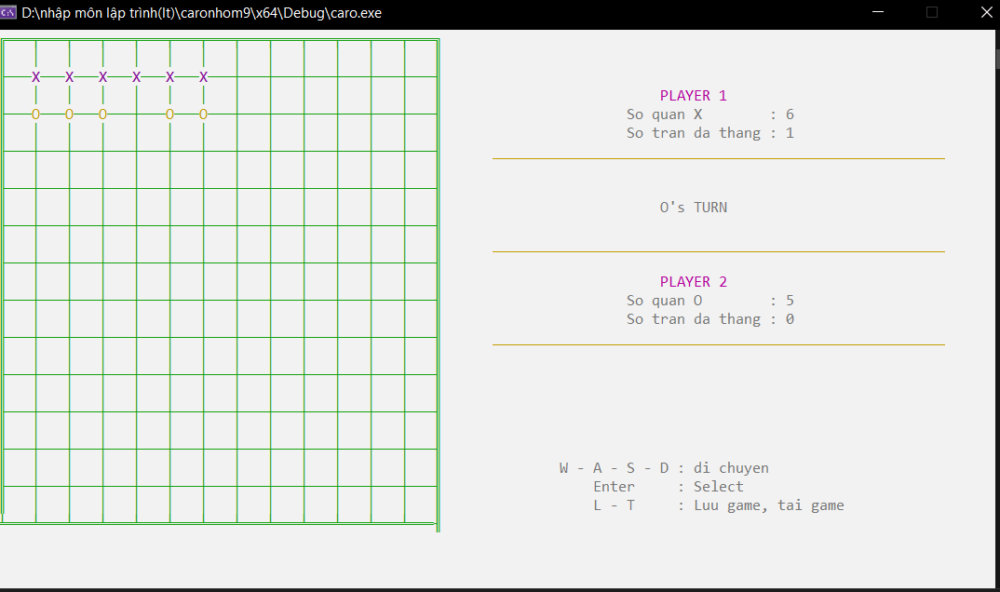 D:\nhập môn lập trình(lt)\caronhom9\x64\Debug\caro.exe
X X X X X X
O O O O O
PLAYER 1
So quan X : 6
So tran da thang : 1
O's TURN
PLAYER 2
So quan O : 5
So tran da thang : 0
W - A - S - D : di chuyen
Enter : Select
L - T : Luu game, tai game